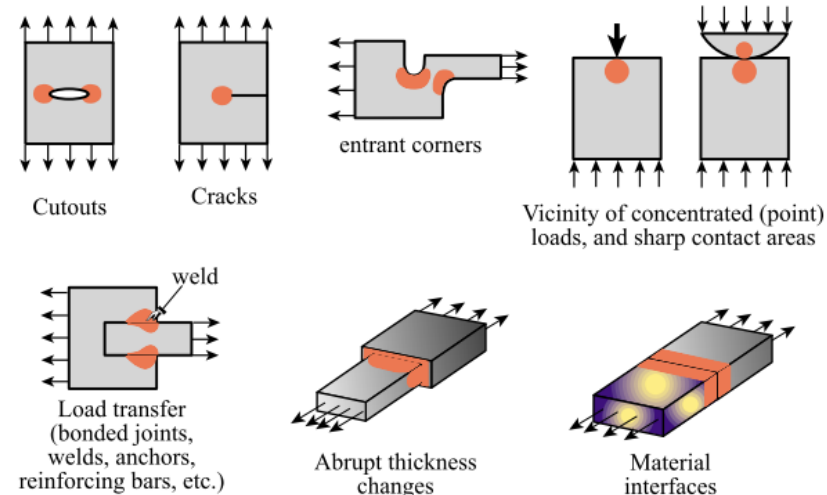 Cutouts
Cracks
entrant corners
Vicinity of concentrated (point)
loads, and sharp contact areas
weld
Load transfer
(bonded joints,
welds, anchors,
reinforcing bars, etc.)
Abrupt thickness
changes
Material
interfaces